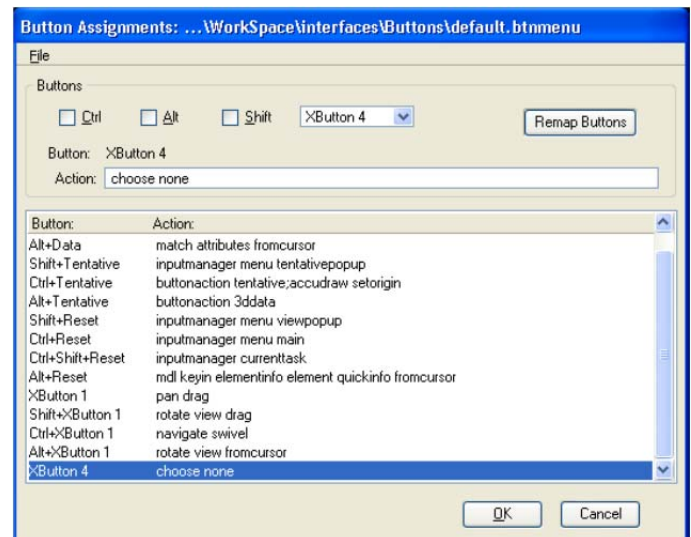 Button Assignments: ...\WorkSpace\interfaces\Buttons\default.btnmenu
File
Buttons
Ctrl Alt Shift XButton 4 Remap Buttons
Button: XButton 4
Action: choose none
Button: Action:
Alt+Data match attributes fromcursor
Shift+Tentative inputmanager menu tentativepopup
Ctrl+Tentative buttonaction tentative;accudraw setorigin
Alt+Tentative buttonaction 3ddata
Shift+Reset inputmanager menu viewpopup
Ctrl+Reset inputmanager menu main
Ctrl+Shift+Reset inputmanager currenttask
Alt+Reset mdl keyin elementinfo element quickinfo fromcursor
XButton 1 pan drag
Shift+XButton 1 rotate view drag
Ctrl+XButton 1 navigate swivel
Alt+XButton 1 rotate view fromcursor
XButton 4 choose none
OK Cancel